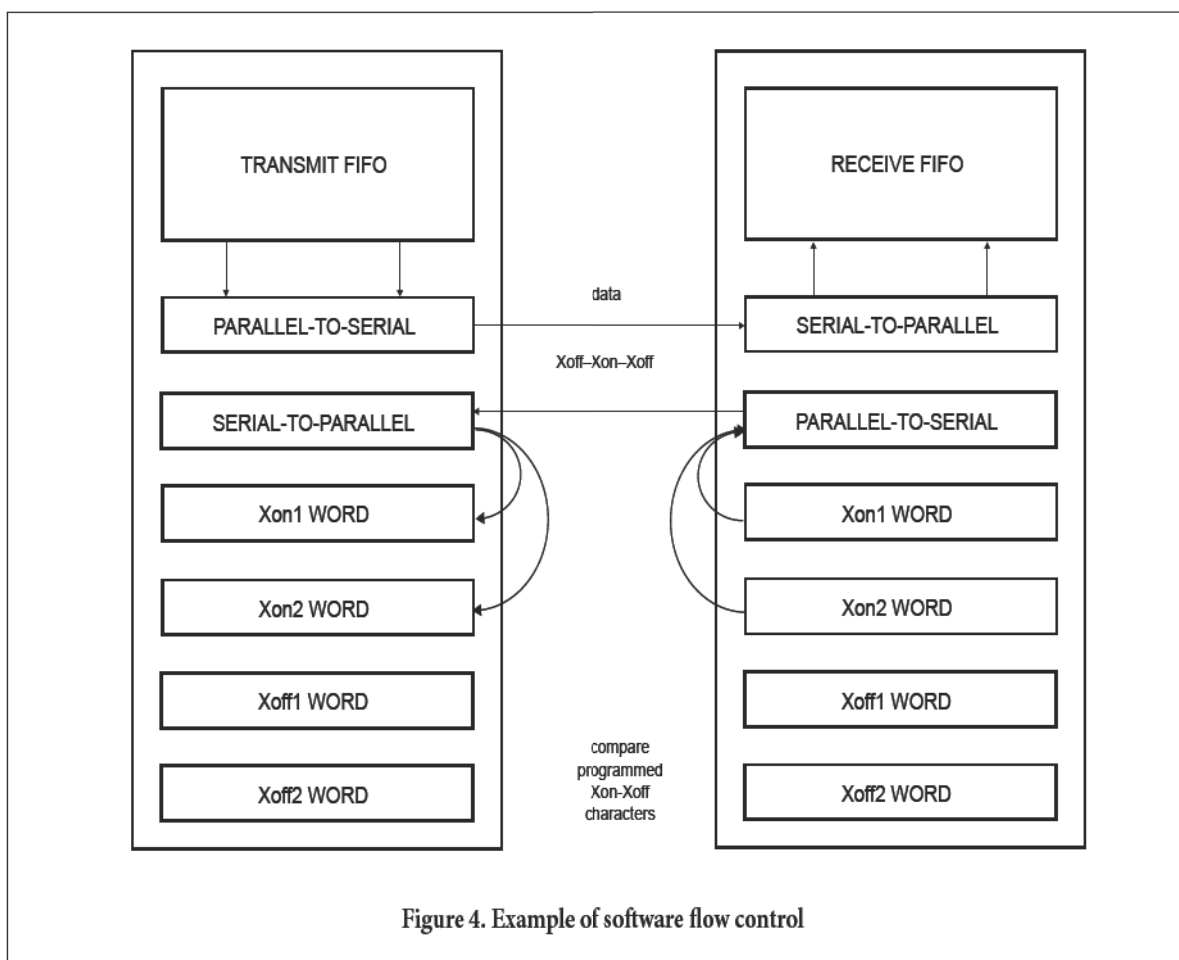 TRANSMIT FIFO
PARALLEL-TO-SERIAL
SERIAL-TO-PARALLEL
Xon1 WORD
Xon2 WORD
Xoff1 WORD
Xoff2 WORD
data
Xoff–Xon–Xoff
compare
programmed
Xon-Xoff
characters
RECEIVE FIFO
SERIAL-TO-PARALLEL
PARALLEL-TO-SERIAL
Xon1 WORD
Xon2 WORD
Xoff1 WORD
Xoff2 WORD
Figure 4. Example of software flow control